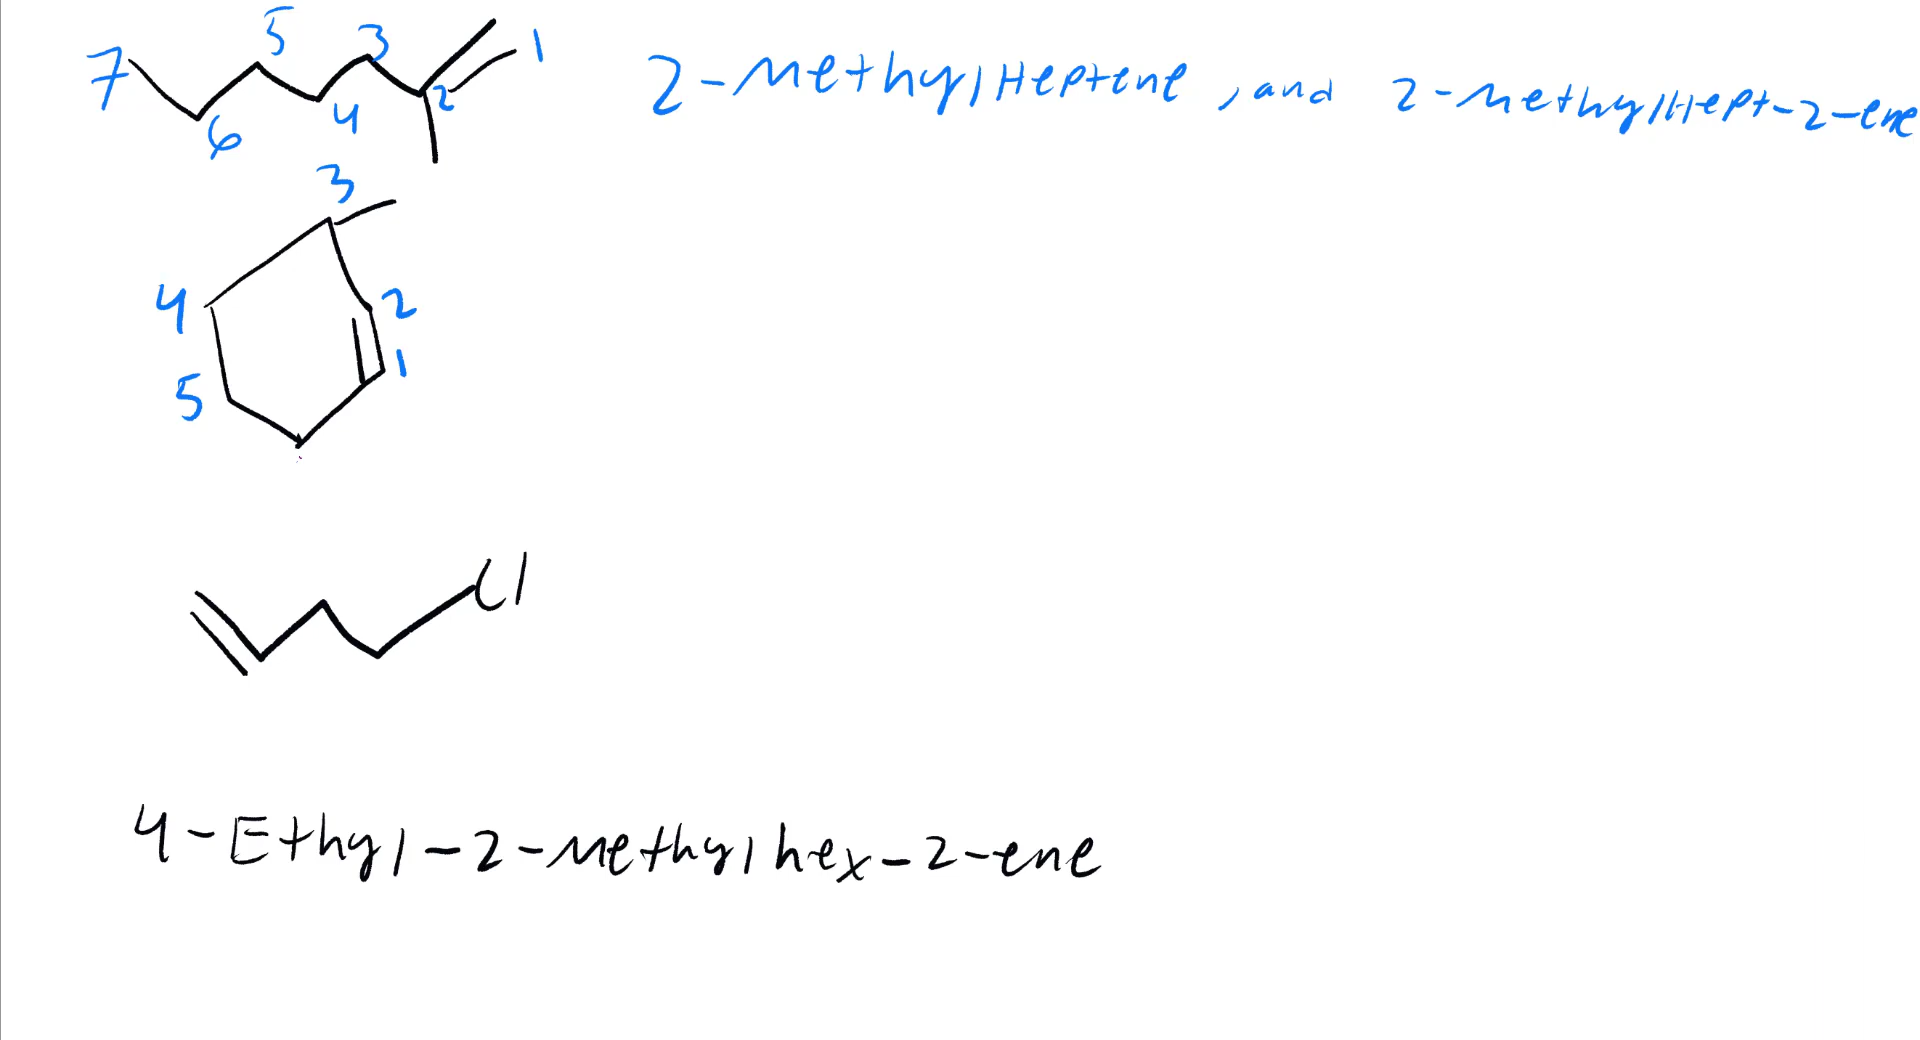 7 5 3 1 2-MethylHeptene , and 2-MethylHept-2-ene
6 4 2
3
4 2
5 1
Cl
4-Ethyl-2-Methylhex-2-ene